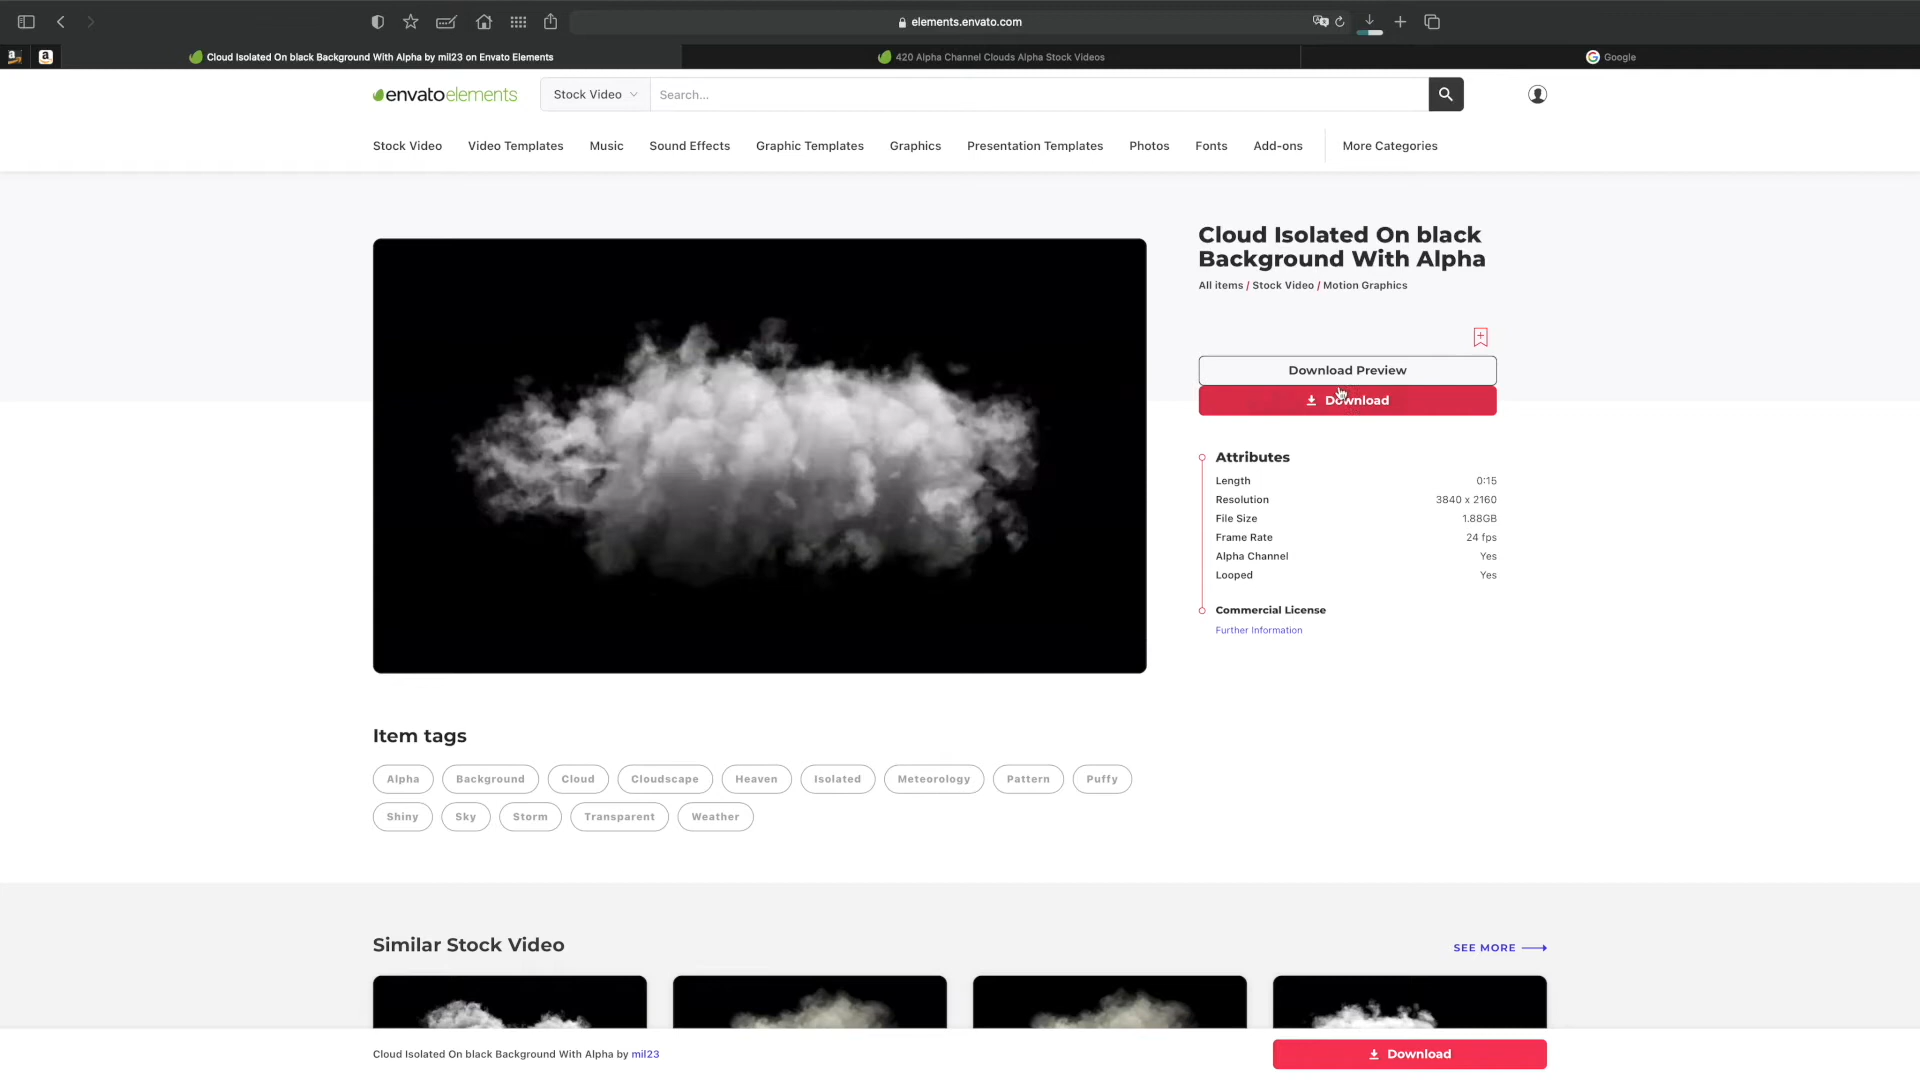 elements.envato.com
Cloud Isolated On black Background With Alpha by mil23 on Envato Elements
420 Alpha Channel Clouds Alpha Stock Videos
Google
envatoelements
Stock Video
Search...
Stock Video
Video Templates
Music
Sound Effects
Graphic Templates
Graphics
Presentation Templates
Photos
Fonts
Add-ons
More Categories
Cloud Isolated On black
Background With Alpha
All items / Stock Video / Motion Graphics
Download Preview
Download
Attributes
Length 0:15
Resolution 3840 x 2160
File Size 1.88GB
Frame Rate 24 fps
Alpha Channel Yes
Looped Yes
Commercial License
Further Information
Item tags
Alpha
Background
Cloud
Cloudscape
Heaven
Isolated
Meteorology
Pattern
Puffy
Shiny
Sky
Storm
Transparent
Weather
Similar Stock Video
SEE MORE
Cloud Isolated On black Background With Alpha by mil23
Download